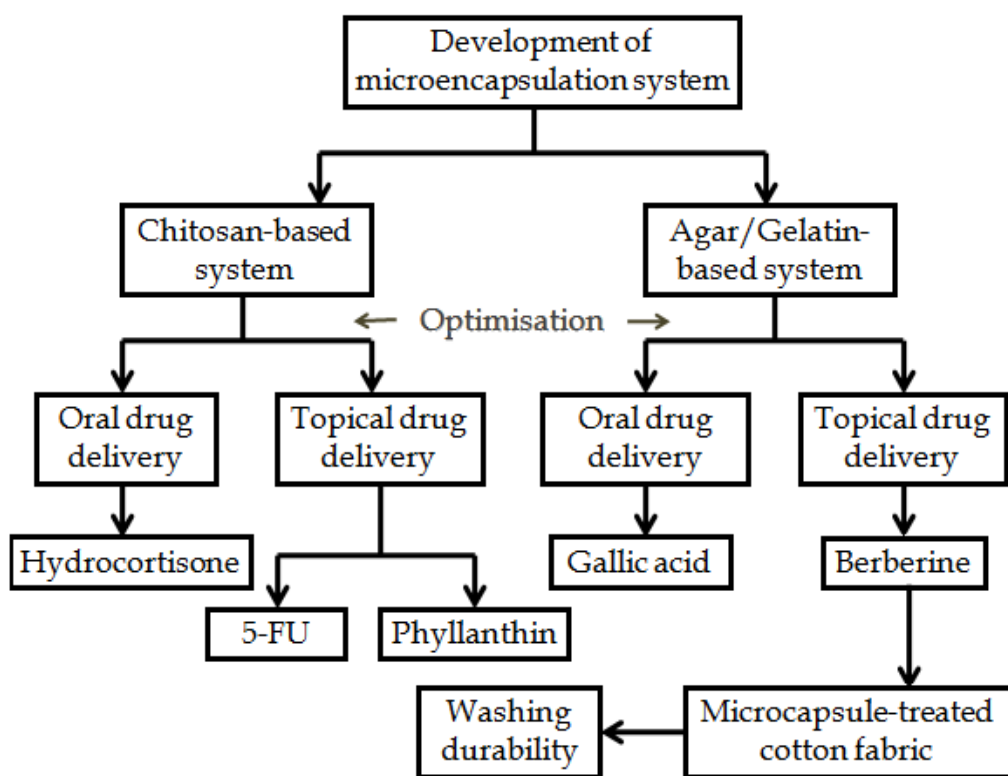 Development of
microencapsulation system
Chitosan-based
system
Agar/Gelatin-
based system
Optimisation
Oral drug
delivery
Topical drug
delivery
Oral drug
delivery
Topical drug
delivery
Hydrocortisone
Gallic acid
Berberine
5-FU
Phyllanthin
Washing
durability
Microcapsule-treated
cotton fabric